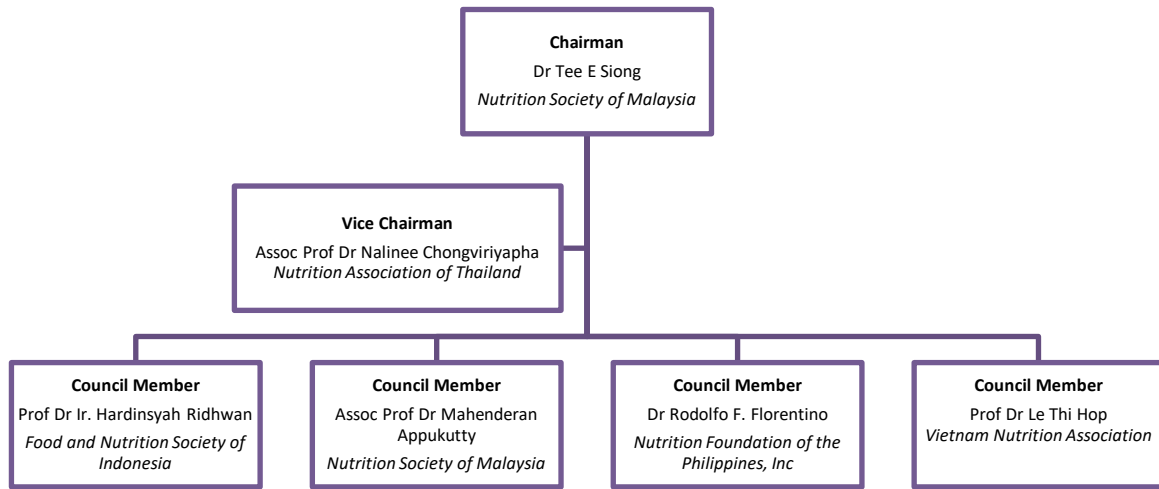 Chairman
Dr Tee E Siong
Nutrition Society of Malaysia
Vice Chairman
Assoc Prof Dr Nalinee Chongviriyapha
Nutrition Association of Thailand
Council Member
Prof Dr Ir. Hardinsyah Ridhwan
Food and Nutrition Society of
Indonesia
Council Member
Assoc Prof Dr Mahenderan
Appukutty
Nutrition Society of Malaysia
Council Member
Dr Rodolfo F. Florentino
Nutrition Foundation of the
Philippines, Inc
Council Member
Prof Dr Le Thi Hop
Vietnam Nutrition Association